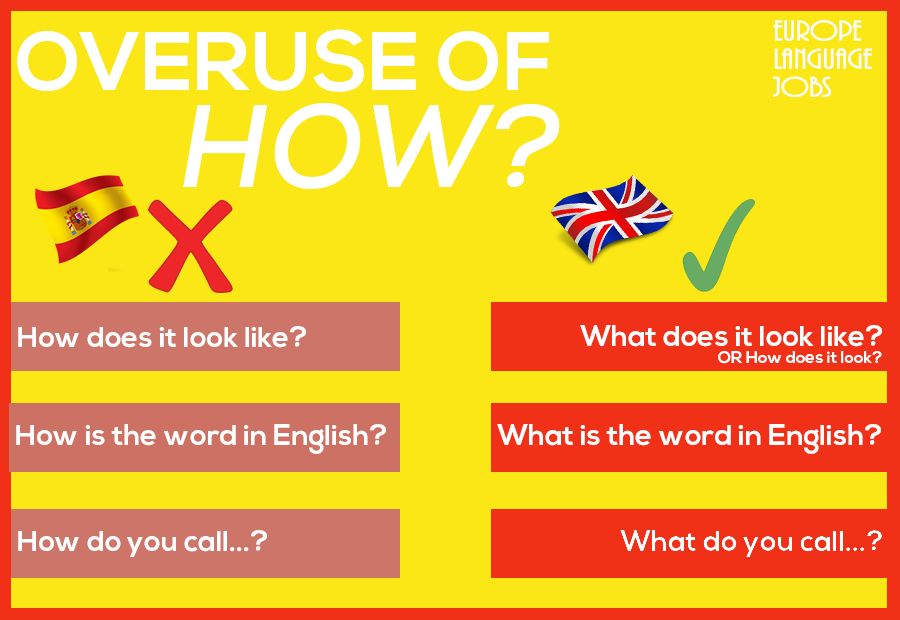 OVERUSE OF
HOW?
EUROPE
LANGUAGE
JOBS
How does it look like?
What does it look like?
OR How does it look?
How is the word in English?
What is the word in English?
How do you call...?
What do you call...?